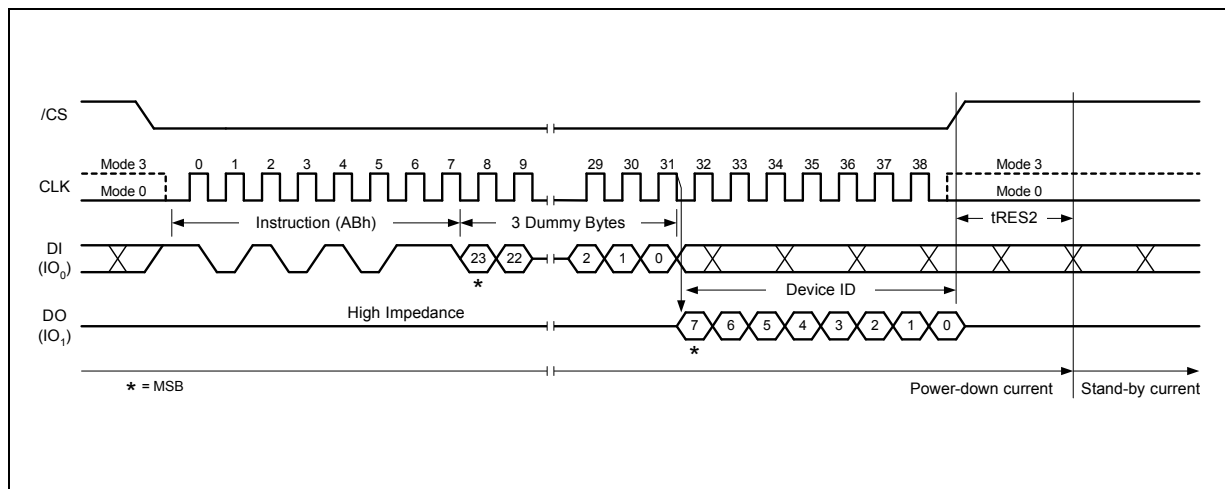 /CS
Mode 3 0 1 2 3 4 5 6 7 8 9 29 30 31 32 33 34 35 36 37 38 Mode 3
CLK
Mode 0 Mode 0
Instruction (ABh) 3 Dummy Bytes tRES2
DI
(IO0)
23 22 2 1 0
*
Device ID
High Impedance
DO
(IO1)
7 6 5 4 3 2 1 0
*
* = MSB
Power-down current Stand-by current